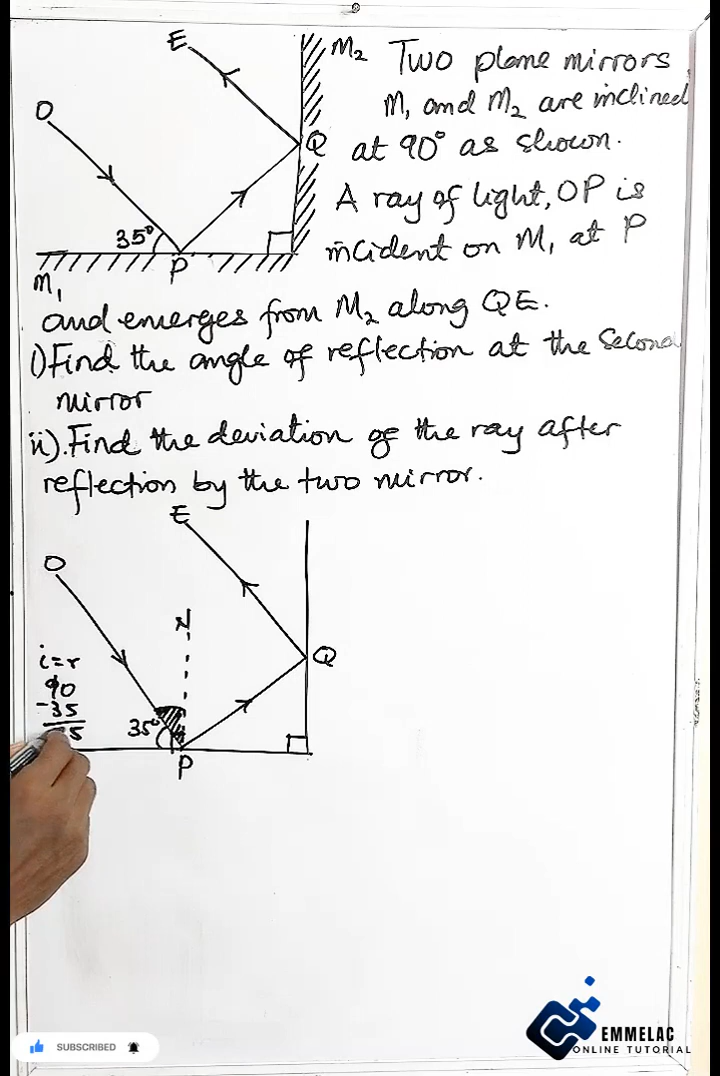 E
M₂ Two plane mirrors,
O
M₁ and M₂ are inclined
Q at 90° as shown.
A ray of light, OP is
35°
incident on M₁ at P
P
M₁
and emerges from M₂ along QE.
i) Find the angle of reflection at the Second
mirror
ii). Find the deviation of the ray after
reflection by the two mirror.
E
O
N
Q
i=r
90
-35
5
35°
P
SUBSCRIBED
EMMELAC
ONLINE TUTORIAL